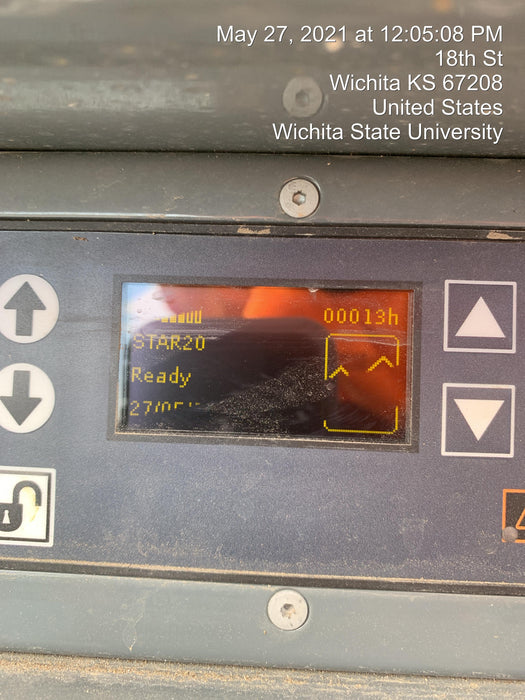 May 27, 2021 at 12:05:08 PM
18th St
Wichita KS 67208
United States
Wichita State University
00013h
STAR20
Ready